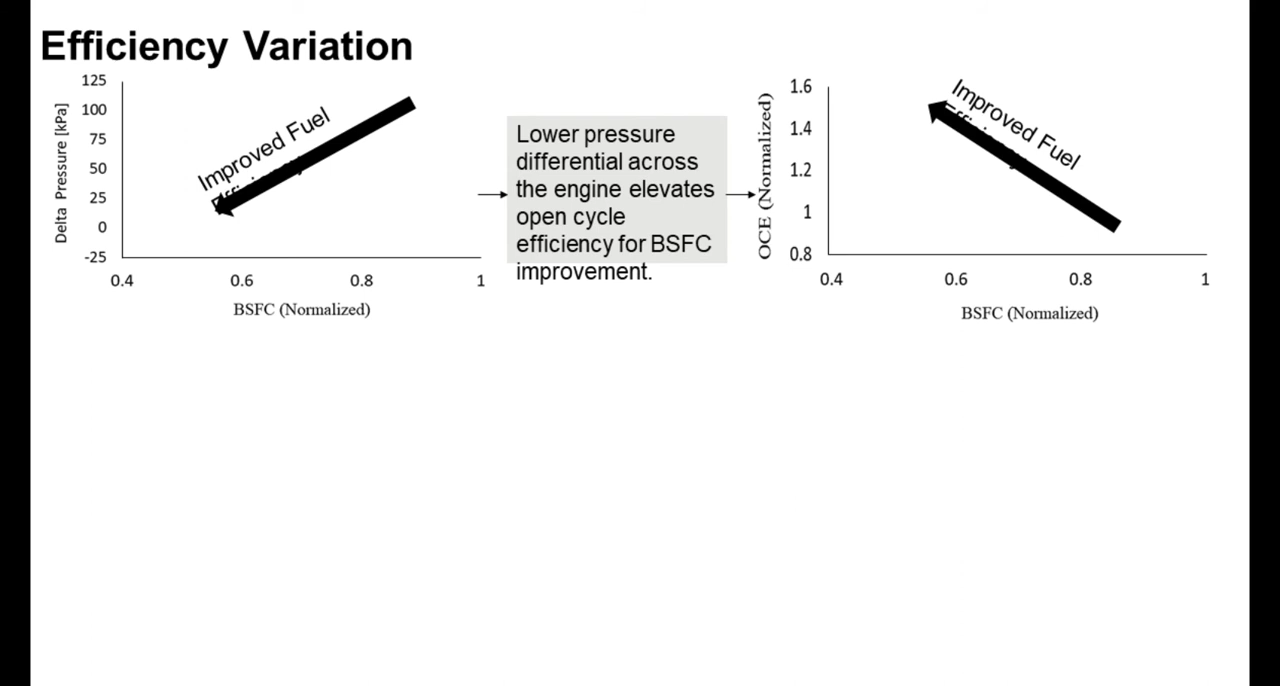 Efficiency Variation
125
100
75
50
25
0
-25
Delta Pressure [kPa]
0.4
0.6
0.8
1
BSFC (Normalized)
Improved Fuel
Lower pressure
differential across
the engine elevates
open cycle
efficiency for BSFC
improvement.
1.6
1.4
1.2
1
0.8
OCE (Normalized)
0.4
0.6
0.8
1
BSFC (Normalized)
Improved Fuel